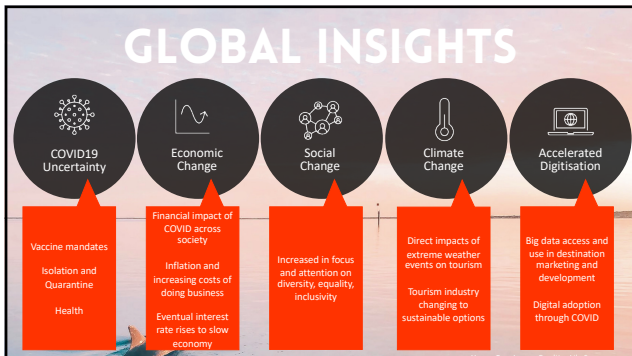 GLOBAL INSIGHTS
COVID19
Uncertainty
Economic
Change
Social
Change
Climate
Change
Accelerated
Digitisation
Vaccine mandates
Isolation and
Quarantine
Health
Financial impact of
COVID across
society
Inflation and
increasing costs of
doing business
Eventual interest
rate rises to slow
economy
Increased in focus
and attention on
diversity, equality,
inclusivity
Direct impacts of
extreme weather
events on tourism
Tourism industry
changing to
sustainable options
Big data access and
use in destination
marketing and
development
Digital adoption
through COVID